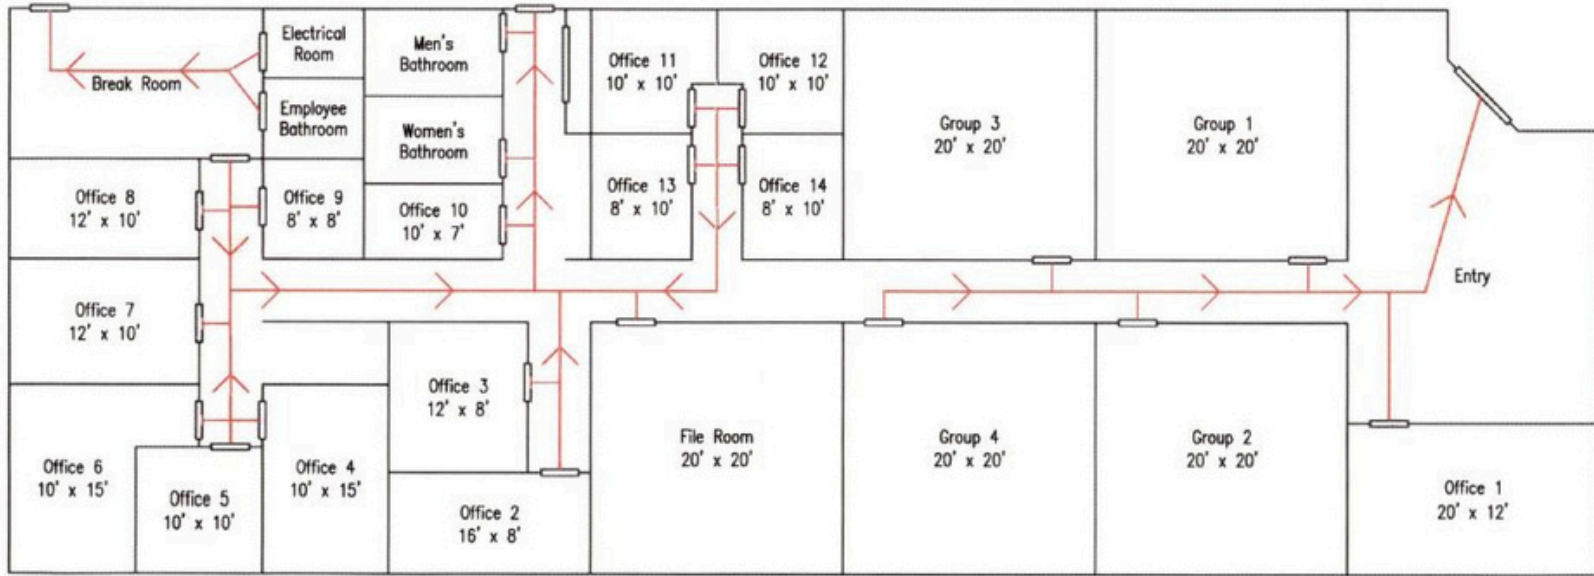 Electrical
Room
Men's
Bathroom
Office 11
10' x 10'
Office 12
10' x 10'
Break Room
Employee
Bathroom
Women's
Bathroom
Group 3
20' x 20'
Group 1
20' x 20'
Office 8
12' x 10'
Office 9
8' x 8'
Office 10
10' x 7'
Office 13
8' x 10'
Office 14
8' x 10'
Entry
Office 7
12' x 10'
Office 3
12' x 8'
File Room
20' x 20'
Group 4
20' x 20'
Group 2
20' x 20'
Office 6
10' x 15'
Office 5
10' x 10'
Office 4
10' x 15'
Office 2
16' x 8'
Office 1
20' x 12'